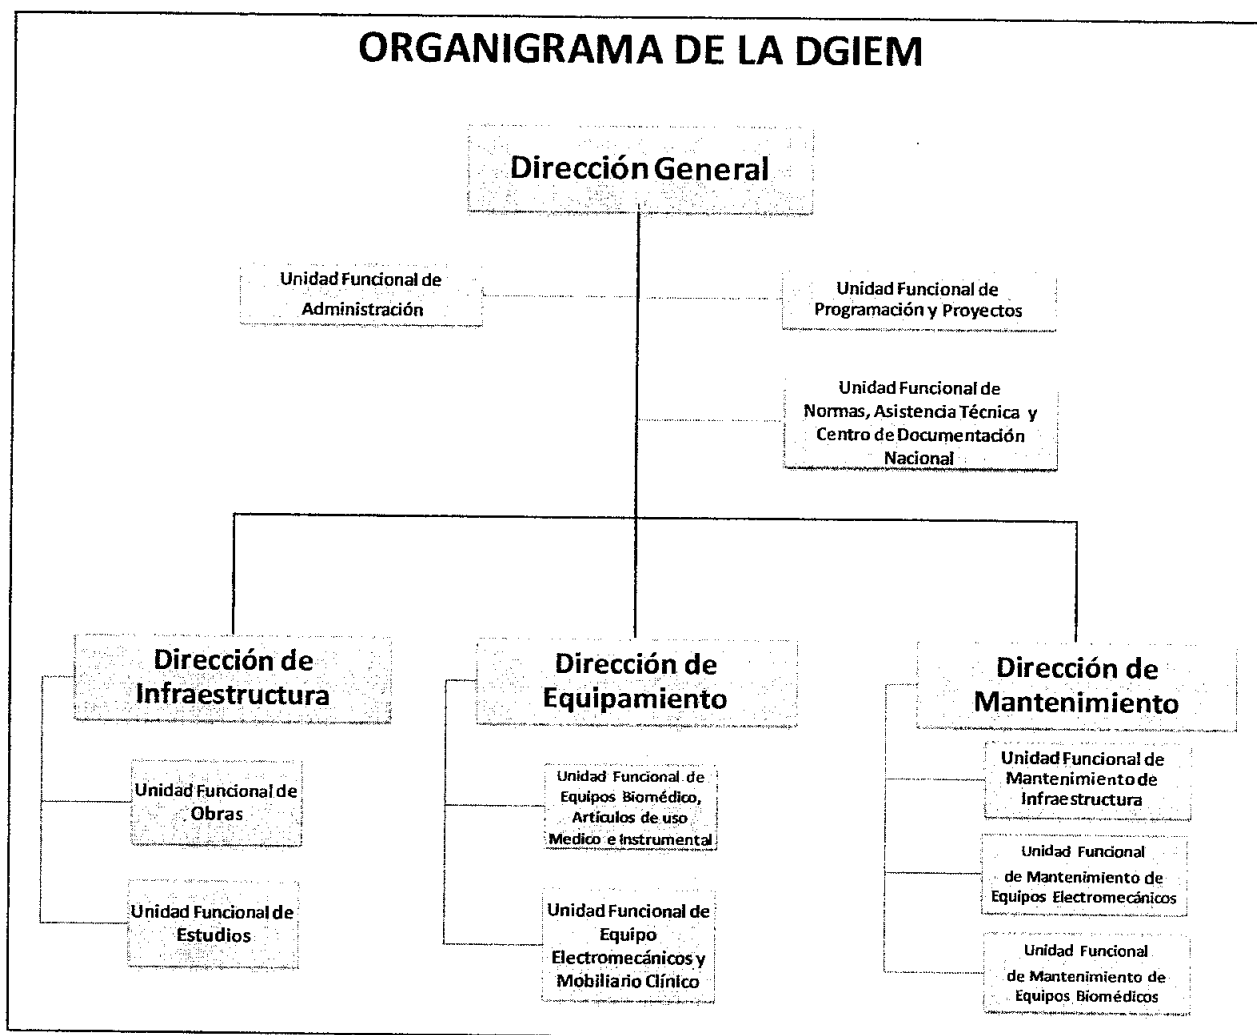 ORGANIGRAMA DE LA DGIEM
Dirección General
Unidad Funcional de
Administración
Unidad Funcional de
Programación y Proyectos
Unidad Funcional de
Normas, Asistencia Técnica y
Centro de Documentación
Nacional
Dirección de
Infraestructura
Unidad Funcional de
Obras
Unidad Funcional de
Estudios
Dirección de
Equipamiento
Unidad Funcional de
Equipos Biomédico,
Artículos de uso
Medico e Instrumental
Unidad Funcional de
Equipo
Electromecánicos y
Mobiliario Clínico
Dirección de
Mantenimiento
Unidad Funcional de
Mantenimiento de
Infraestructura
Unidad Funcional
de Mantenimiento de
Equipos Electromecánicos
Unidad Funcional
de Mantenimiento de
Equipos Biomédicos